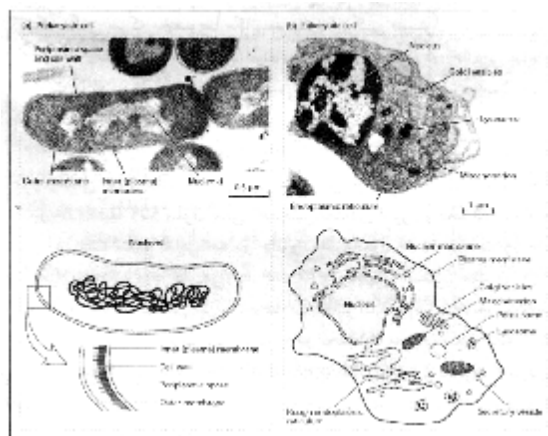 (a) Prokaryotic cell
Periplasmic space
and cell wall
Outer membrane
Inner (plasma)
membrane
Nucleoid
0.5 µm
(b) Eukaryotic cell
Nucleus
Golgi vesicles
Lysosome
Mitochondrion
Endoplasmic reticulum
1 µm
Nucleoid
Inner (plasma) membrane
Cell wall
Periplasmic space
Outer membrane
Nuclear membrane
Plasma membrane
Golgi vesicles
Mitochondrion
Peroxisome
Lysosome
Nucleus
Rough endoplasmic
reticulum
Secretory vesicle